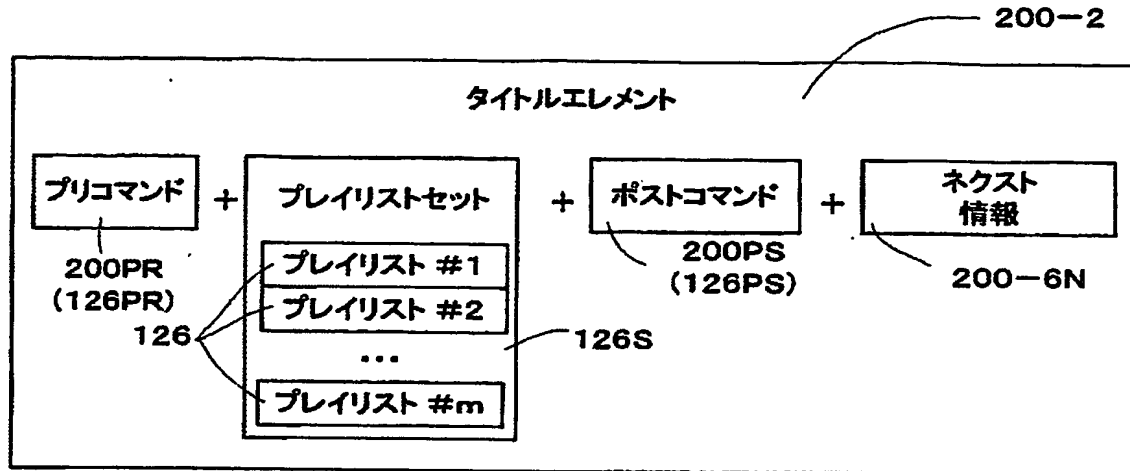 200-2
タイトルエレメント
プリコマンド
+
プレイリストセット
+
ポストコマンド
+
ネクスト
情報
200PR
(126PR)
プレイリスト #1
プレイリスト #2
...
プレイリスト #m
126
126S
200PS
(126PS)
200-6N